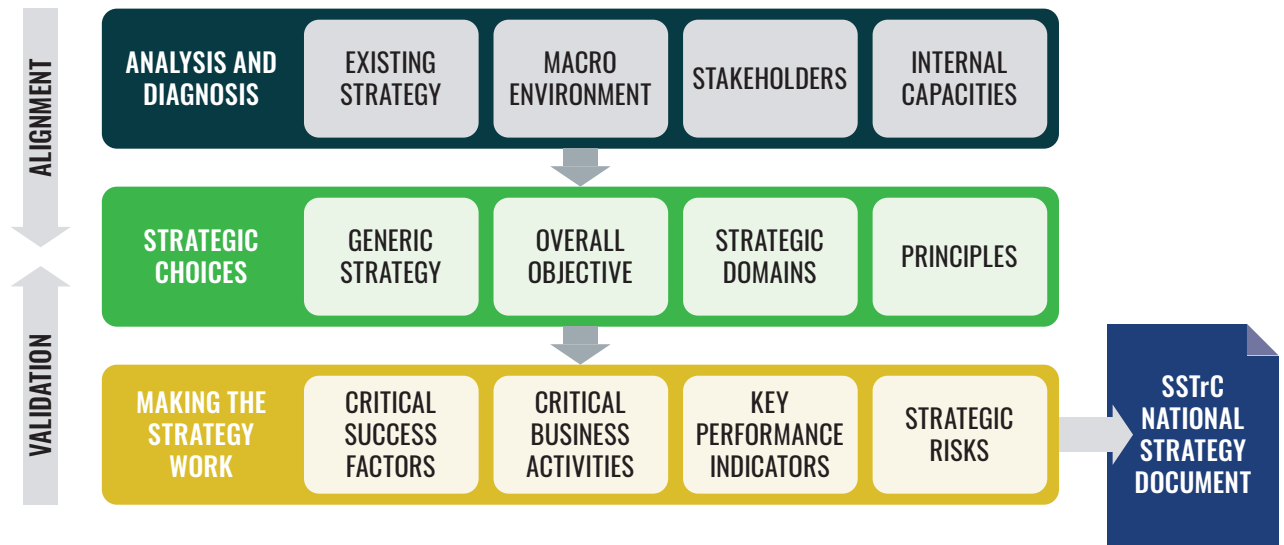 ALIGNMENT
ANALYSIS AND
DIAGNOSIS
EXISTING
STRATEGY
MACRO
ENVIRONMENT
STAKEHOLDERS
INTERNAL
CAPACITIES
STRATEGIC
CHOICES
GENERIC
STRATEGY
OVERALL
OBJECTIVE
STRATEGIC
DOMAINS
PRINCIPLES
VALIDATION
MAKING THE
STRATEGY
WORK
CRITICAL
SUCCESS
FACTORS
CRITICAL
BUSINESS
ACTIVITIES
KEY
PERFORMANCE
INDICATORS
STRATEGIC
RISKS
SSTrC
NATIONAL
STRATEGY
DOCUMENT